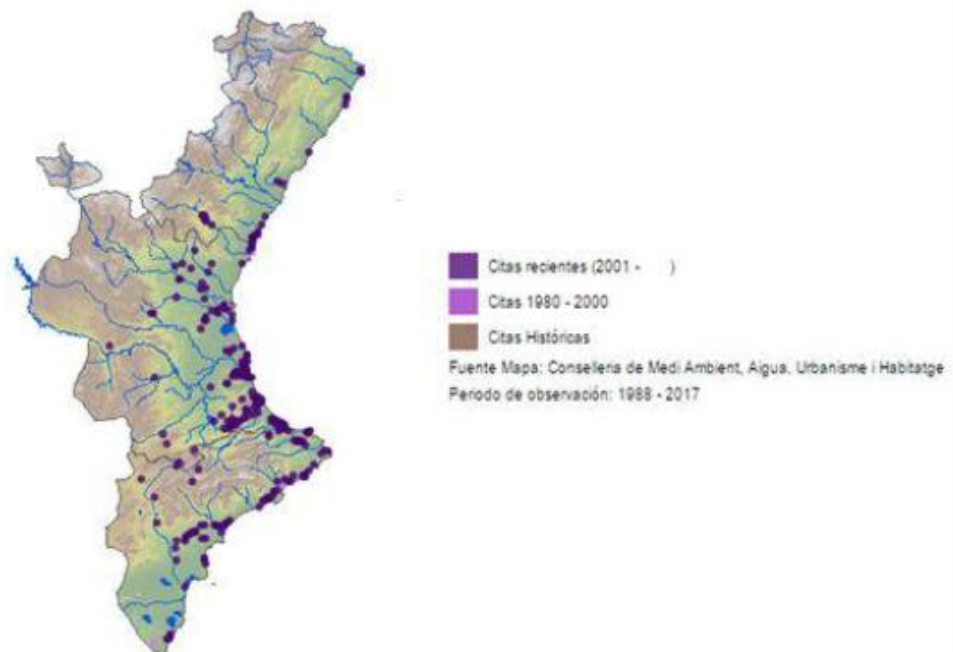 Citas recientes (2001 - )
Citas 1980 - 2000
Citas Históricas
Fuente Mapa: Conselleria de Medi Ambient, Aigua, Urbanisme i Habitatge
Periodo de observación: 1988 - 2017